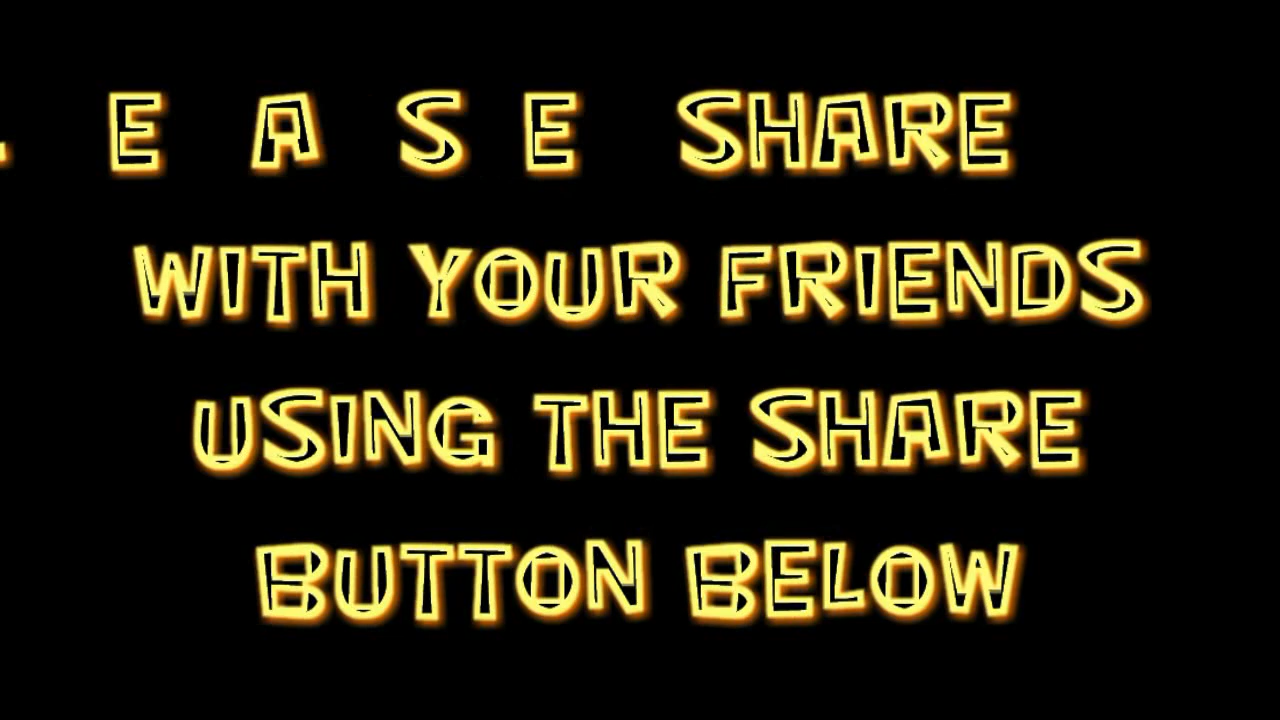 E A S E SHARE
WITH YOUR FRIENDS
USING THE SHARE
BUTTON BELOW